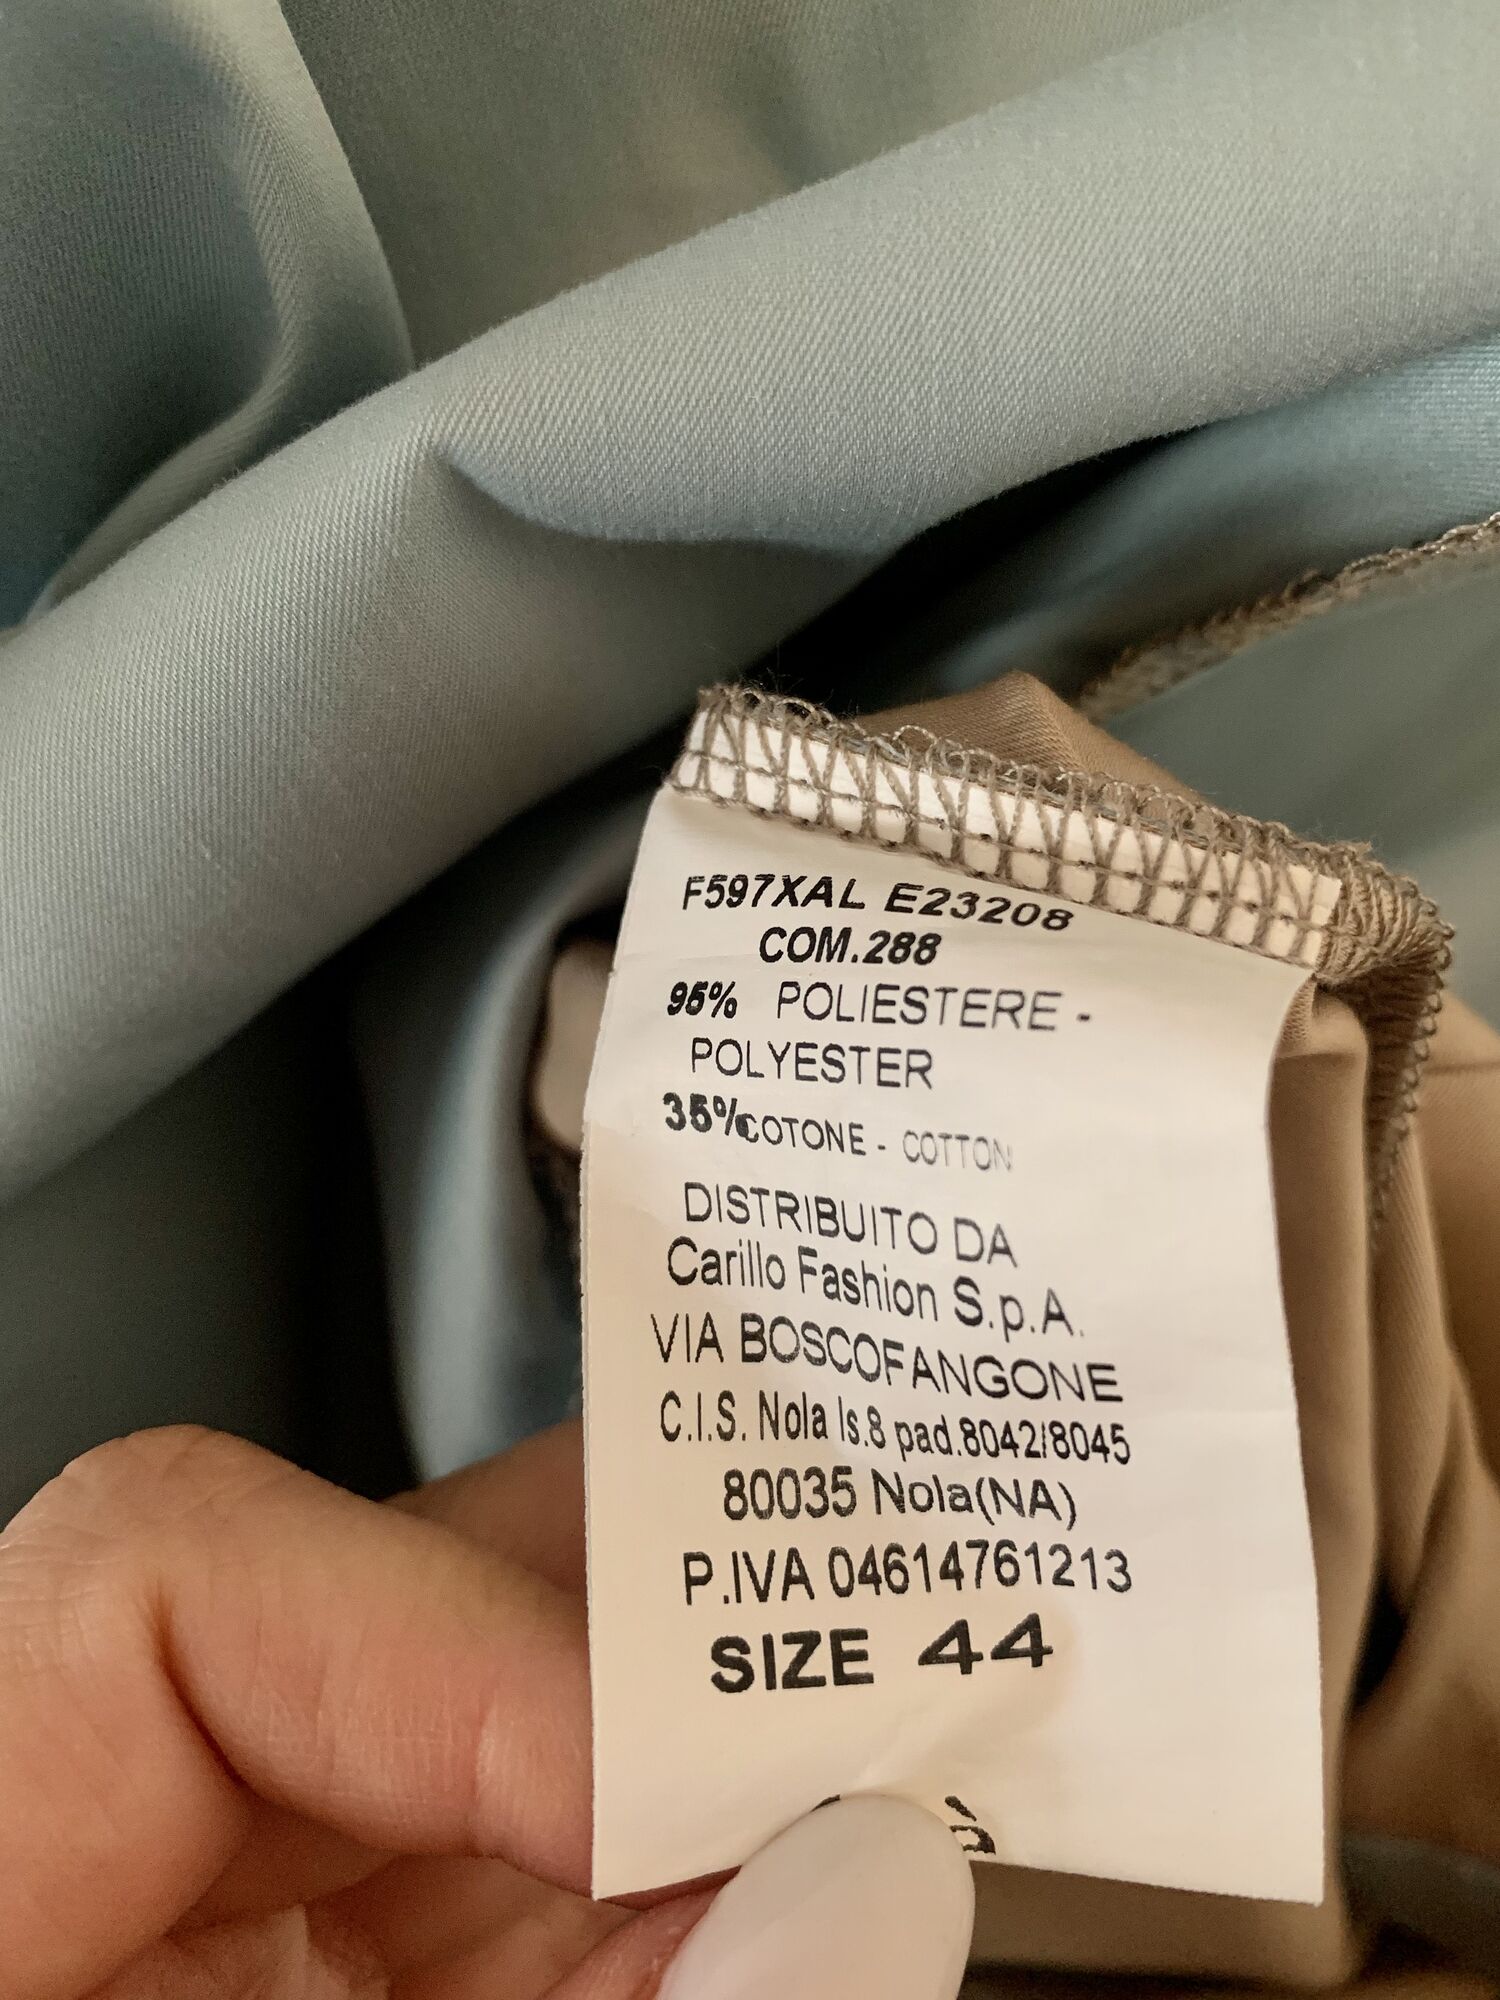 F597XAL E23208
COM.288
95% POLIESTERE -
POLYESTER
35%COTONE - COTTON
DISTRIBUITO DA
Carillo Fashion S.p.A.
VIA BOSCOFANGONE
C.I.S. Nola Is.8 pad.8042/8045
80035 Nola(NA)
P.IVA 04614761213
SIZE 44